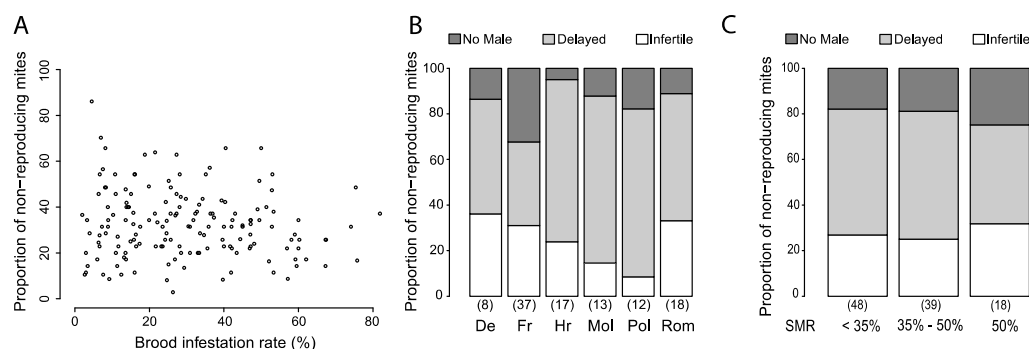 A
Proportion of non-reproducing mites
100
80
60
40
20
0
0 20 40 60 80
Brood infestation rate (%)
B
No Male Delayed Infertile
Proportion of non-reproducing mites
100
80
60
40
20
0
(8) (37) (17) (13) (12) (18)
De Fr Hr Mol Pol Rom
C
No Male Delayed Infertile
Proportion of non-reproducing mites
100
80
60
40
20
0
(48) (39) (18)
SMR < 35% 35% - 50% 50%